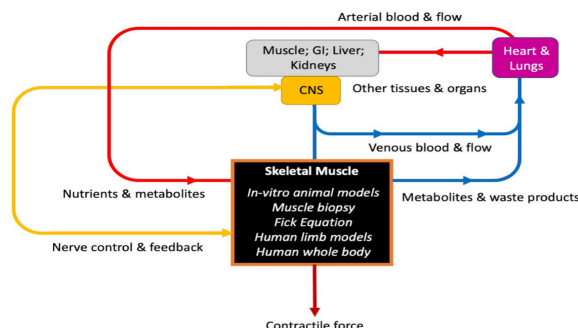 Arterial blood & flow
Muscle; GI; Liver;
Kidneys
Heart &
Lungs
CNS
Other tissues & organs
Venous blood & flow
Skeletal Muscle
In-vitro animal models
Muscle biopsy
Fick Equation
Human limb models
Human whole body
Nutrients & metabolites
Metabolites & waste products
Nerve control & feedback
Contractile force